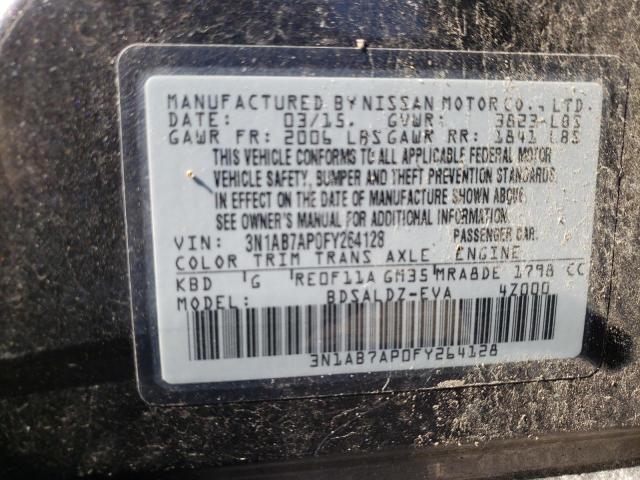 MANUFACTURED BY NISSAN MOTOR CO., LTD.
DATE: 03/15. GVWR: 3823 LBS
GAWR FR: 2006 LBS GAWR RR: 1841 LBS
THIS VEHICLE CONFORMS TO ALL APPLICABLE FEDERAL MOTOR
VEHICLE SAFETY, BUMPER AND THEFT PREVENTION STANDARDS
IN EFFECT ON THE DATE OF MANUFACTURE SHOWN ABOVE.
SEE OWNER'S MANUAL FOR ADDITIONAL INFORMATION.
VIN: 3N1AB7AP0FY264128 PASSENGER CAR
COLOR TRIM TRANS AXLE ENGINE
KBD G RE0F11A GM35 MRA8DE 1798 CC
BDSALDZ-EVA 4Z000
3N1AB7AP0FY264128